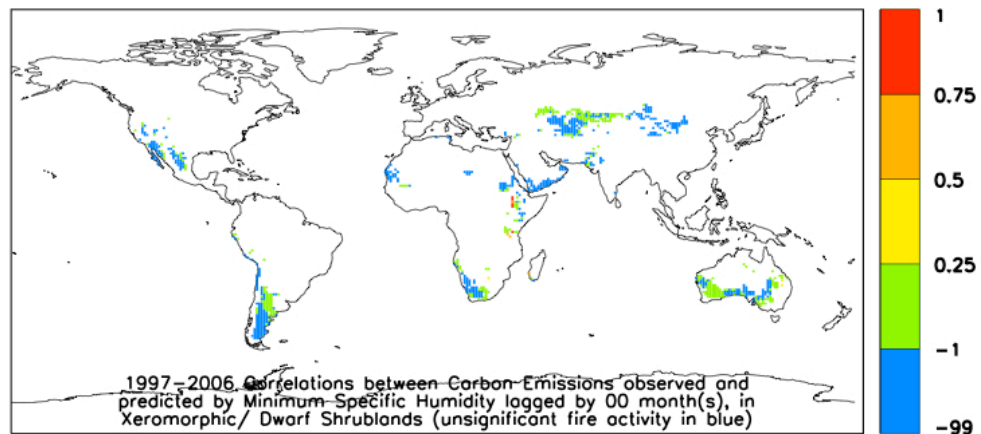 1
0.75
0.5
0.25
-1
-99
1997-2006 Correlations between Carbon Emissions observed and
predicted by Minimum Specific Humidity lagged by 00 month(s), in
Xeromorphic/ Dwarf Shrublands (unsignificant fire activity in blue)